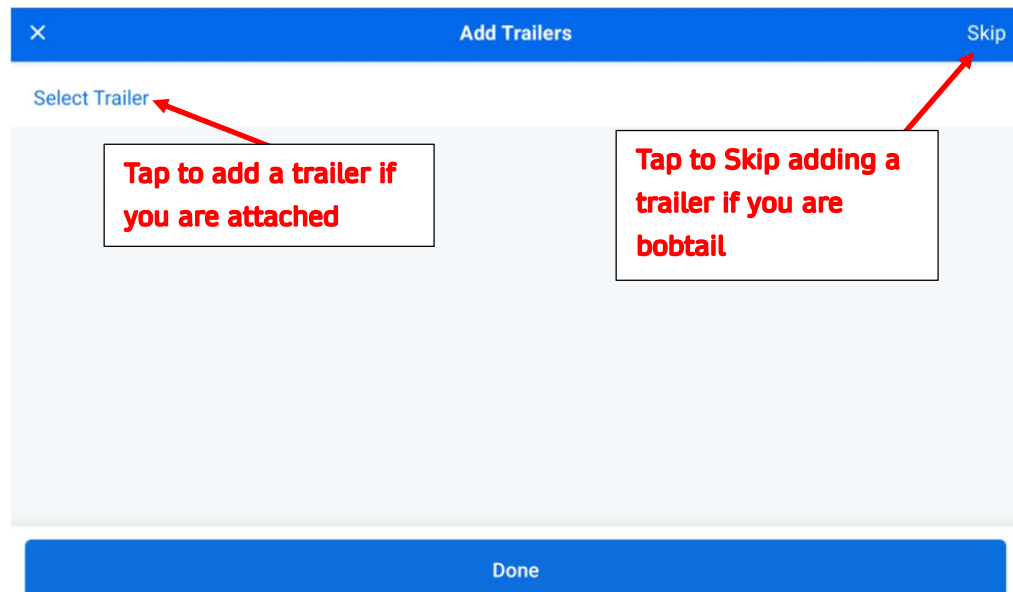 Add Trailers
Skip
Select Trailer
Tap to add a trailer if
you are attached
Tap to Skip adding a
trailer if you are
bobtail
Done